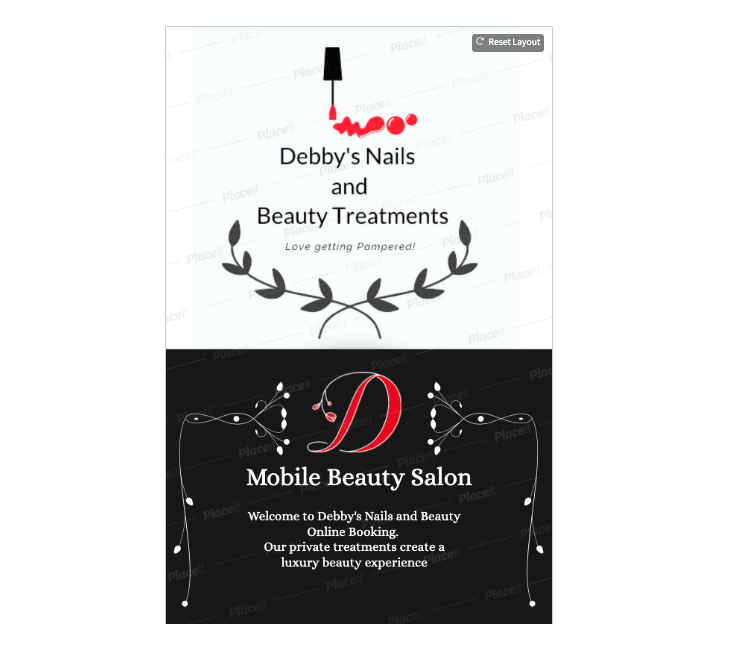 Reset Layout
Debby's Nails
and
Beauty Treatments
Love getting Pampered!
D
Mobile Beauty Salon
Welcome to Debby's Nails and Beauty
Online Booking.
Our private treatments create a
luxury beauty experience
Placeit